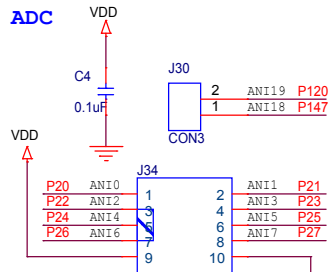 ADC
VDD
C4
0.1uF
J30
2 ANI19 P120
1 ANI18 P147
CON3
VDD
J34
P20 ANI0 1 2 ANI1 P21
P22 ANI2 3 4 ANI3 P23
P24 ANI4 5 6 ANI5 P25
P26 ANI6 7 8 ANI7 P27
9 10